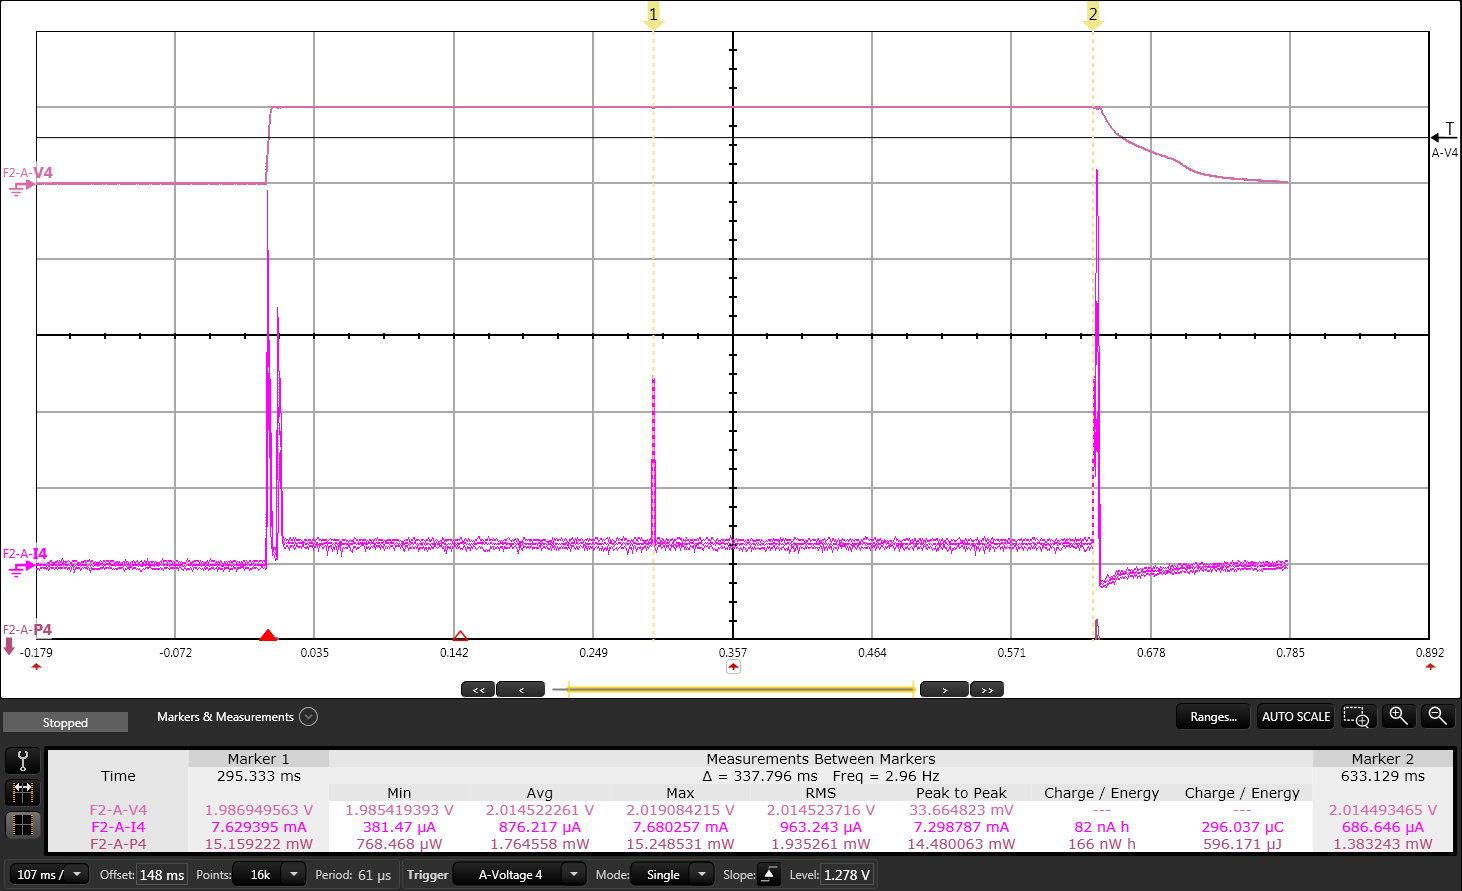 1 2
T
A-V4
F2-A-V4
F2-A-I4
F2-A-P4
-0.179 -0.072 0.035 0.142 0.249 0.357 0.464 0.571 0.678 0.785 0.892
<< < > >>
Stopped Markers & Measurements Ranges... AUTO SCALE
Marker 1 Measurements Between Markers Marker 2
Time 295.333 ms Δ = 337.796 ms Freq = 2.96 Hz 633.129 ms
Min Avg Max RMS Peak to Peak Charge / Energy Charge / Energy
F2-A-V4 1.986949563 V 1.985419393 V 2.014522261 V 2.019084215 V 2.014523716 V 33.664823 mV --- --- 2.014493465 V
F2-A-I4 7.629395 mA 381.47 µA 876.217 µA 7.680257 mA 963.243 µA 7.298787 mA 82 nA h 296.037 µC 686.646 µA
F2-A-P4 15.159222 mW 768.468 µW 1.764558 mW 15.248531 mW 1.935261 mW 14.480063 mW 166 nW h 596.171 µJ 1.383243 mW
107 ms / Offset: 148 ms Points: 16k Period: 61 µs Trigger A-Voltage 4 Mode: Single Slope: Level: 1.278 V